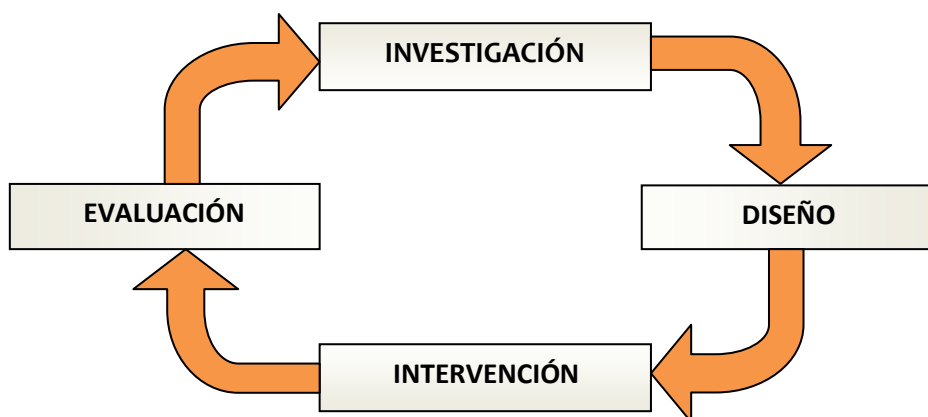 INVESTIGACIÓN
EVALUACIÓN
DISEÑO
INTERVENCIÓN